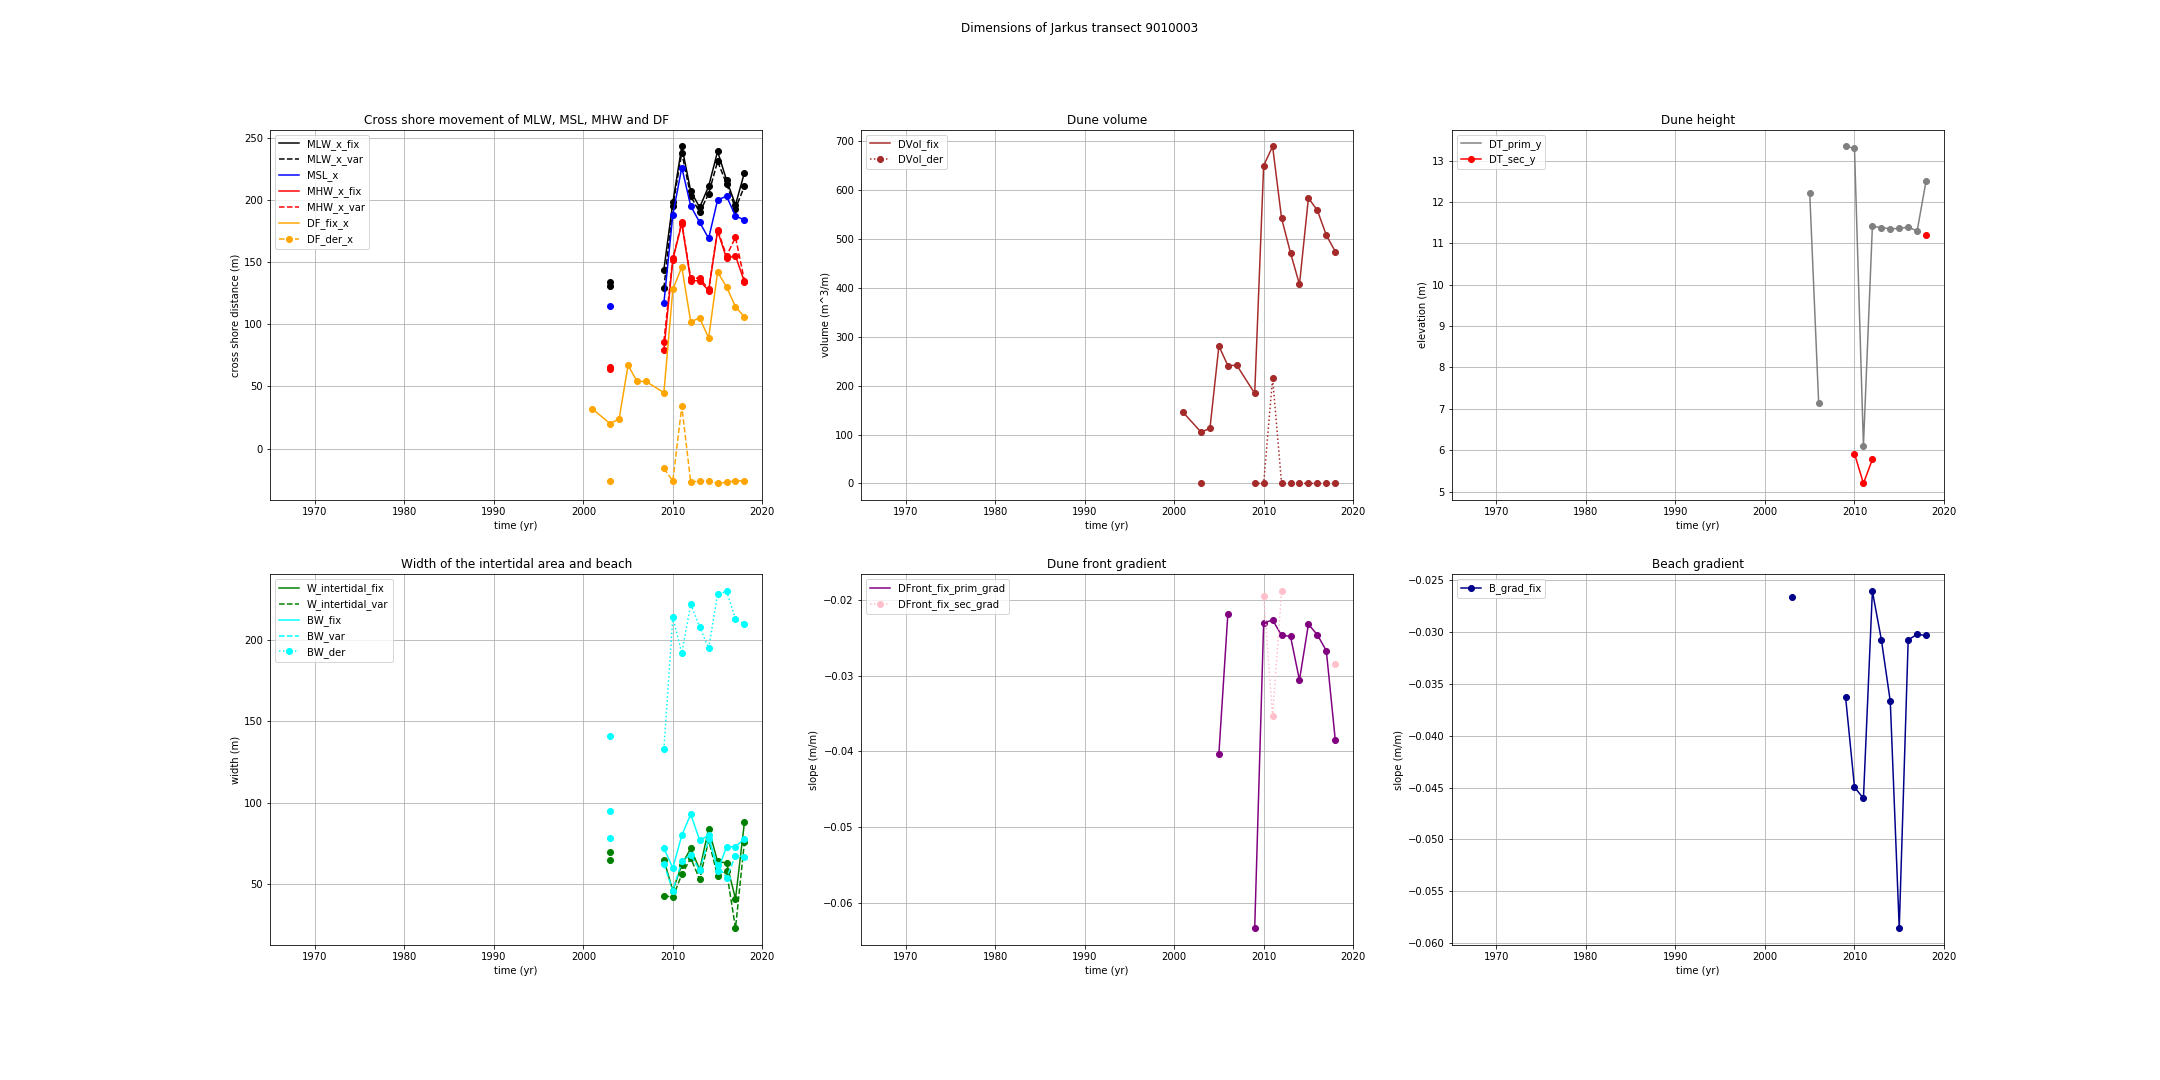 Dimensions of Jarkus transect 9010003
Cross shore movement of MLW, MSL, MHW and DF
250
200
150
100
50
0
cross shore distance (m)
MLW_x_fix
MLW_x_var
MSL_x
MHW_x_fix
MHW_x_var
DF_fix_x
DF_der_x
1970 1980 1990 2000 2010 2020
time (yr)
Dune volume
700
600
500
400
300
200
100
0
volume (m^3/m)
DVol_fix
DVol_der
1970 1980 1990 2000 2010 2020
time (yr)
Dune height
13
12
11
10
9
8
7
6
5
elevation (m)
DT_prim_y
DT_sec_y
1970 1980 1990 2000 2010 2020
time (yr)
Width of the intertidal area and beach
200
150
100
50
width (m)
W_intertidal_fix
W_intertidal_var
BW_fix
BW_var
BW_der
1970 1980 1990 2000 2010 2020
time (yr)
Dune front gradient
−0.02
−0.03
−0.04
−0.05
−0.06
slope (m/m)
DFront_fix_prim_grad
DFront_fix_sec_grad
1970 1980 1990 2000 2010 2020
time (yr)
Beach gradient
−0.025
−0.030
−0.035
−0.040
−0.045
−0.050
−0.055
−0.060
slope (m/m)
B_grad_fix
1970 1980 1990 2000 2010 2020
time (yr)